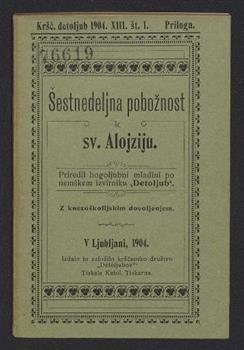 Kršč. detoljub 1904. XIII. št. 1. Priloga.
76619
Šestnedeljna pobožnost
k
sv. Alojziju.
Priredil bogoljubni mladini po
nemškem izvirniku „Detoljub“.
Z knezoškofijskim dovoljenjem.
V Ljubljani, 1904.
Izdalo in založilo krščansko društvo
„Detoljubov“
Tiskala Katol. Tiskarna.